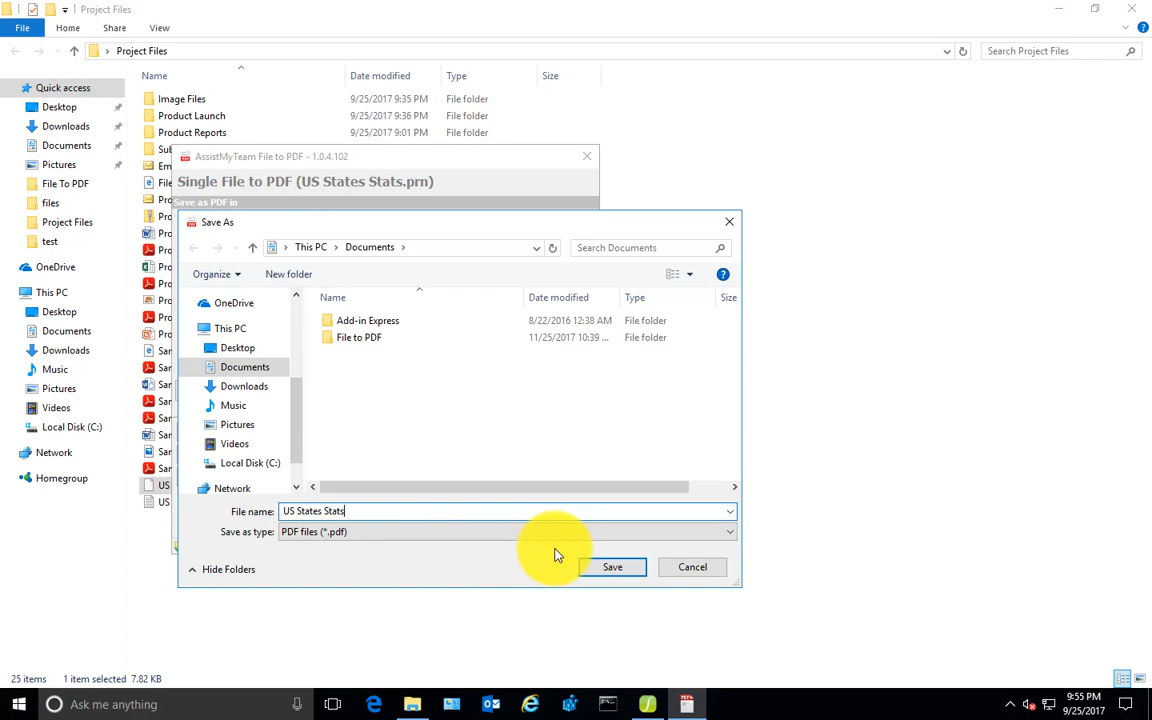 Project Files
File Home Share View
Project Files
Search Project Files
Name Date modified Type Size
Quick access
Desktop
Downloads
Documents
Pictures
File To PDF
files
Project Files
test
OneDrive
This PC
Desktop
Documents
Downloads
Music
Pictures
Videos
Local Disk (C:)
Network
Homegroup
Image Files 9/25/2017 9:35 PM File folder
Product Launch 9/25/2017 9:36 PM File folder
Product Reports 9/25/2017 9:01 PM File folder
AssistMyTeam File to PDF - 1.0.4.102
Single File to PDF (US States Stats.prn)
Save as PDF in
Save As
This PC Documents
Search Documents
Organize New folder
OneDrive
This PC
Desktop
Documents
Downloads
Music
Pictures
Videos
Local Disk (C:)
Network
Name Date modified Type Size
Add-in Express 8/22/2016 12:38 AM File folder
File to PDF 11/25/2017 10:39 ... File folder
File name: US States Stats
Save as type: PDF files (*.pdf)
Hide Folders Save Cancel
US
US
25 items 1 item selected 7.82 KB
Ask me anything
9:55 PM
9/25/2017